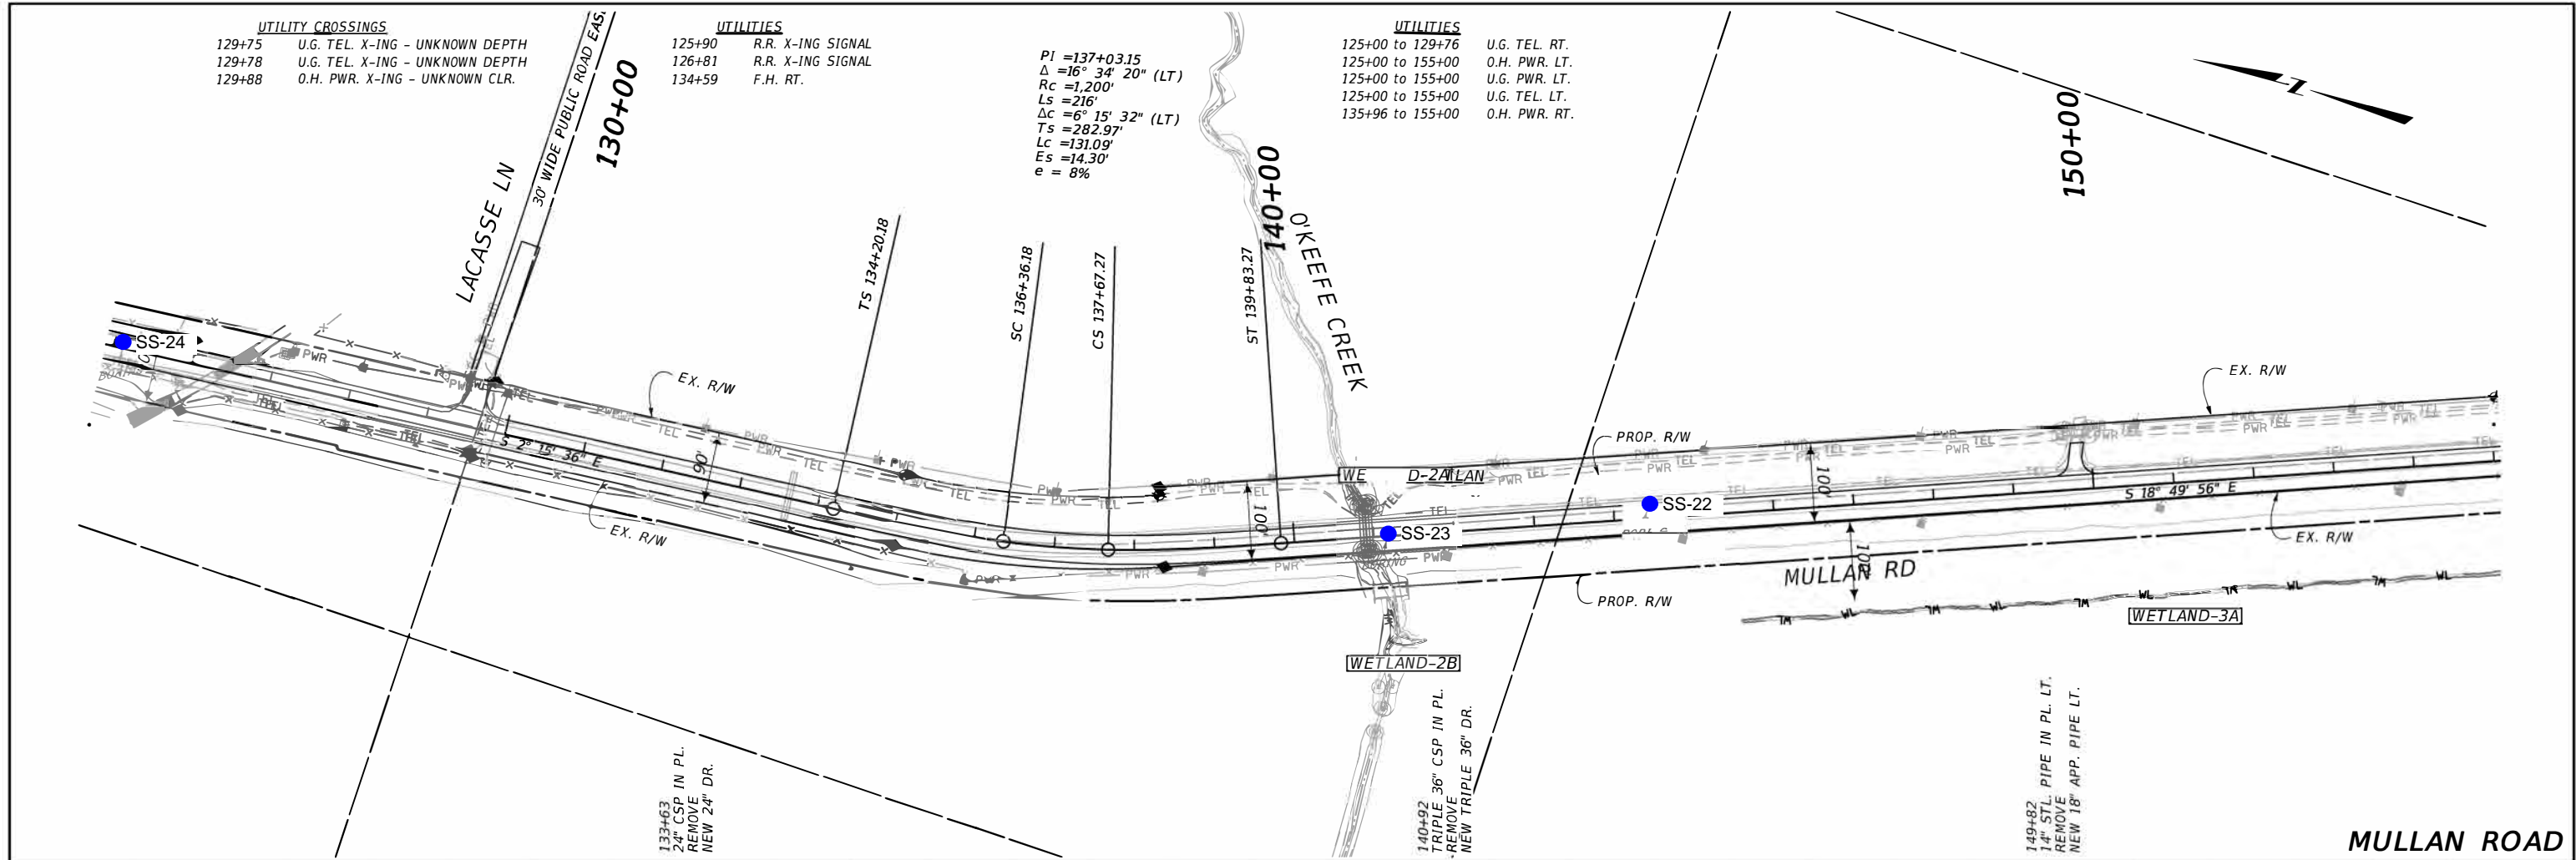 UTILITY CROSSINGS
129+75 U.G. TEL. X-ING - UNKNOWN DEPTH
129+78 U.G. TEL. X-ING - UNKNOWN DEPTH
129+88 O.H. PWR. X-ING - UNKNOWN CLR.
UTILITIES
125+90 R.R. X-ING SIGNAL
126+81 R.R. X-ING SIGNAL
134+59 F.H. RT.
PI =137+03.15
Δ =16° 34' 20" (LT)
Rc =1,200'
Ls =216'
Δc =6° 15' 32" (LT)
Ts =282.97'
Lc =131.09'
Es =14.30'
e = 8%
UTILITIES
125+00 to 129+76 U.G. TEL. RT.
125+00 to 155+00 O.H. PWR. LT.
125+00 to 155+00 U.G. PWR. LT.
125+00 to 155+00 U.G. TEL. LT.
135+96 to 155+00 O.H. PWR. RT.
Z
LACASSE LN
30' WIDE PUBLIC ROAD
130+00
TS 134+20.18
SC 136+36.18
CS 137+67.27
ST 139+83.27
140+00
O'KEEFE CREEK
150+00
SS-24
PWR
EX. R/W
TEL
S 2° 15' 36" E
90'
EX. R/W
PWR
TEL
PWR
TEL
PWR
100'
WE D-2A LAN
PROP. R/W
SS-23
SS-22
PROP. R/W
100'
100'
MULLAN RD
S 18° 49' 56" E
EX. R/W
EX. R/W
WL
WETLAND-3A
WETLAND-2B
133+63
24" CSP IN PL.
REMOVE
NEW 24" DR.
140+92
TRIPLE 36" CSP IN PL.
REMOVE
NEW TRIPLE 36" DR.
149+82
14" STL. PIPE IN PL. LT.
REMOVE
NEW 18" APP. PIPE LT.
MULLAN ROAD